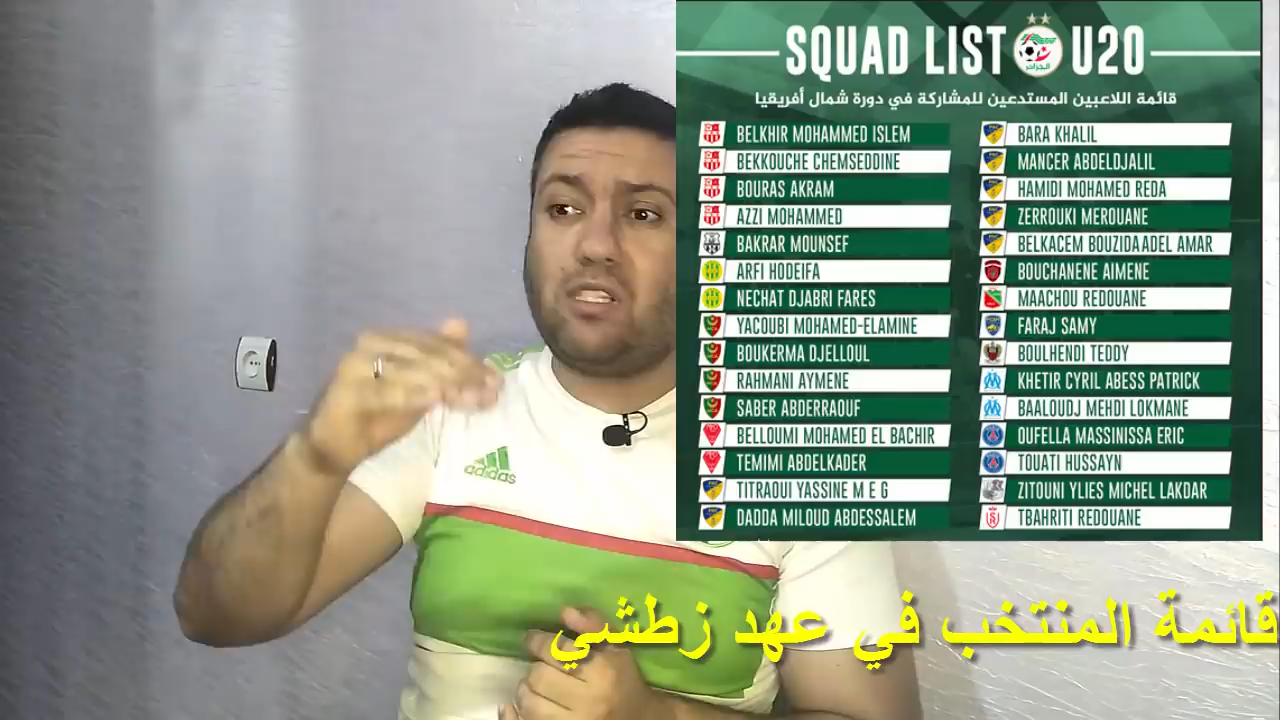 SQUAD LIST U20
قائمة اللاعبين المستدعين للمشاركة في دورة شمال أفريقيا
BELKHIR MOHAMMED ISLEM
BEKKOUCHE CHEMSEDDINE
BOURAS AKRAM
AZZI MOHAMMED
BAKRAR MOUNSEF
ARFI HODEIFA
NECHAT DJABRI FARES
YACOUBI MOHAMED-ELAMINE
BOUKERMA DJELLOUL
RAHMANI AYMENE
SABER ABDERRAOUF
BELLOUMI MOHAMED EL BACHIR
TEMIMI ABDELKADER
TITRAOUI YASSINE M E G
DADDA MILOUD ABDESSALEM
BARA KHALIL
MANCER ABDELDJALIL
HAMIDI MOHAMED REDA
ZERROUKI MEROUANE
BELKACEM BOUZIDA ADEL AMAR
BOUCHANENE AIMENE
MAACHOU REDOUANE
FARAJ SAMY
BOULHENDI TEDDY
KHETIR CYRIL ABESS PATRICK
BAALOUDJ MEHDI LOKMANE
OUFELLA MASSINISSA ERIC
TOUATI HUSSAYN
ZITOUNI YLIES MICHEL LAKDAR
TBAHRITI REDOUANE
adidas
قائمة المنتخب في عهد زطشي